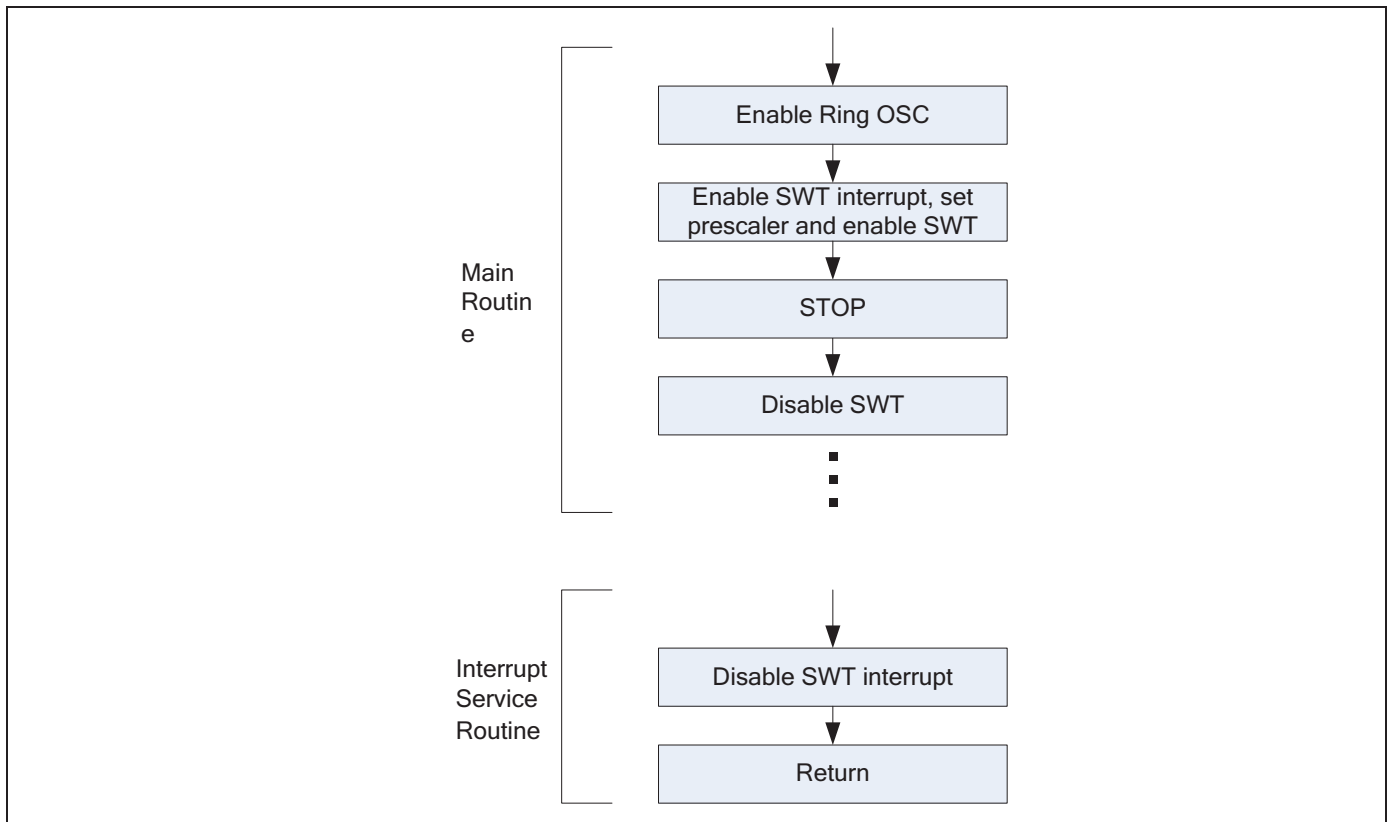 Enable Ring OSC
Enable SWT interrupt, set
prescaler and enable SWT
Main
Routin
e
STOP
Disable SWT
Interrupt
Service
Routine
Disable SWT interrupt
Return